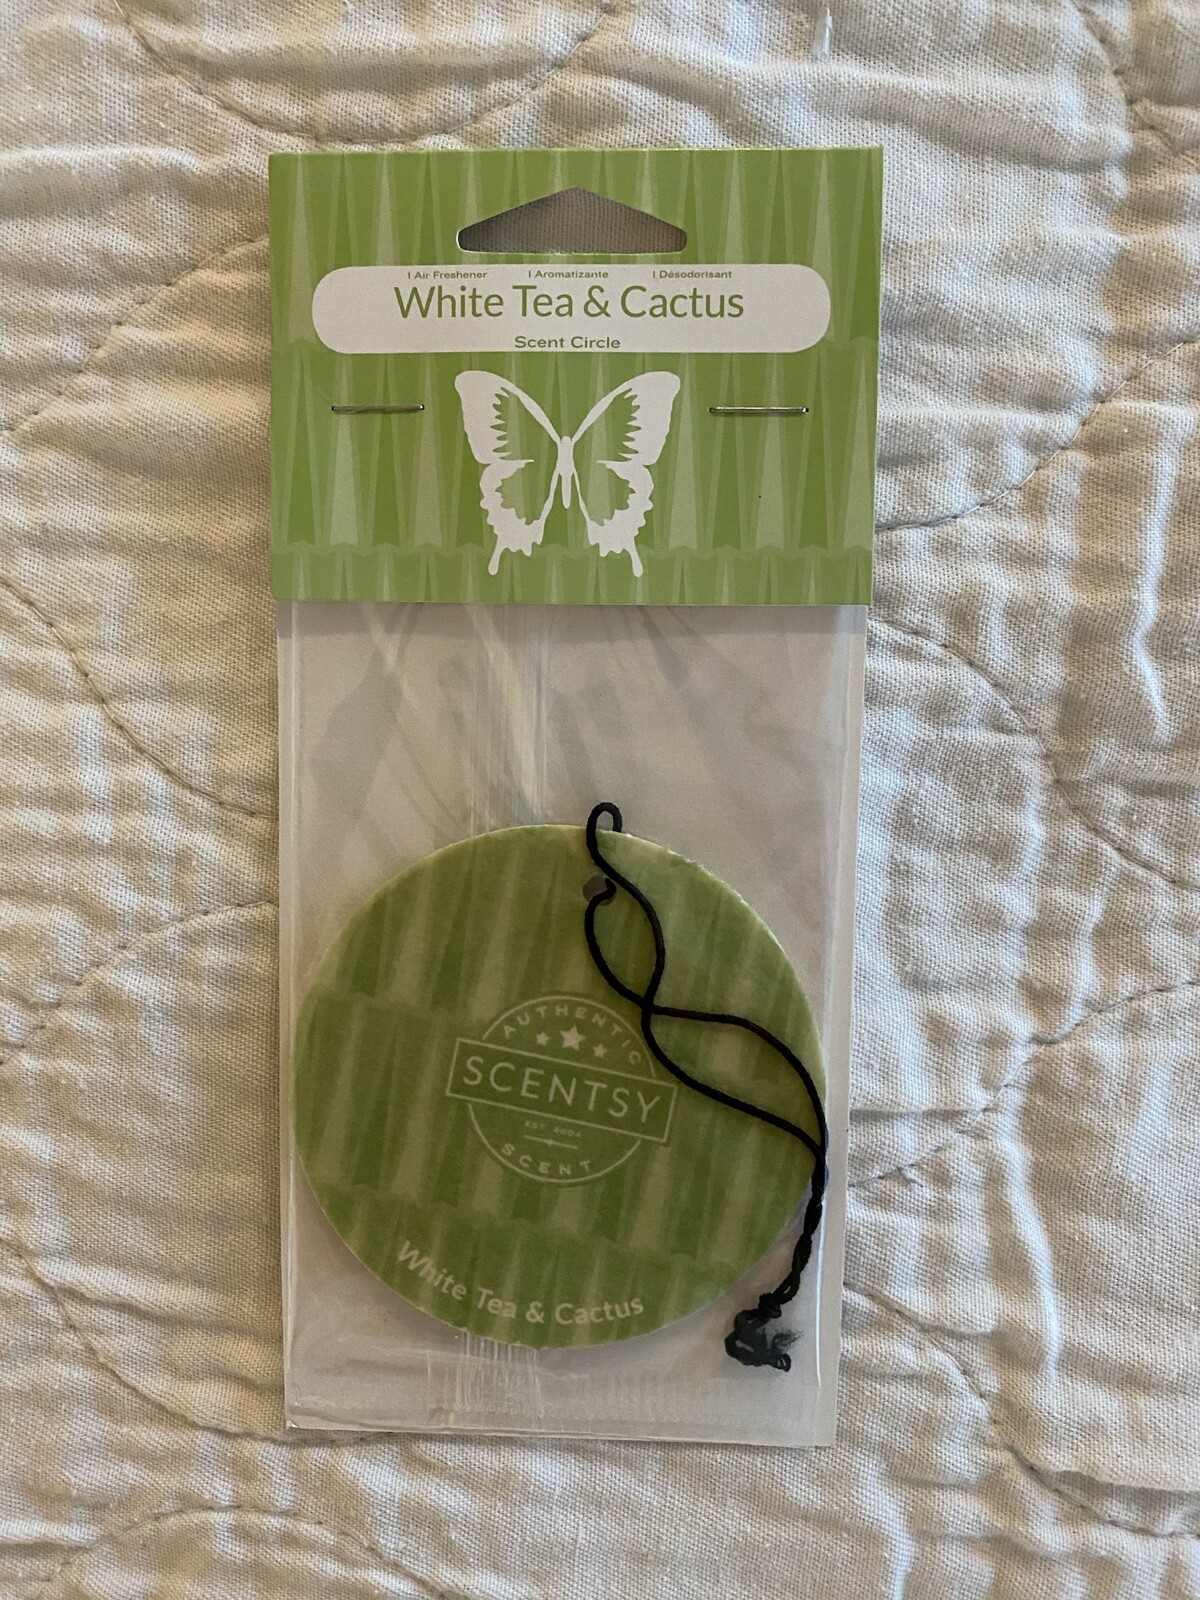 1 Air Freshener 1 Aromatizante 1 Désodorisant
White Tea & Cactus
Scent Circle
AUTHENTIC
SCENTSY
EST. 2004
SCENT
White Tea & Cactus